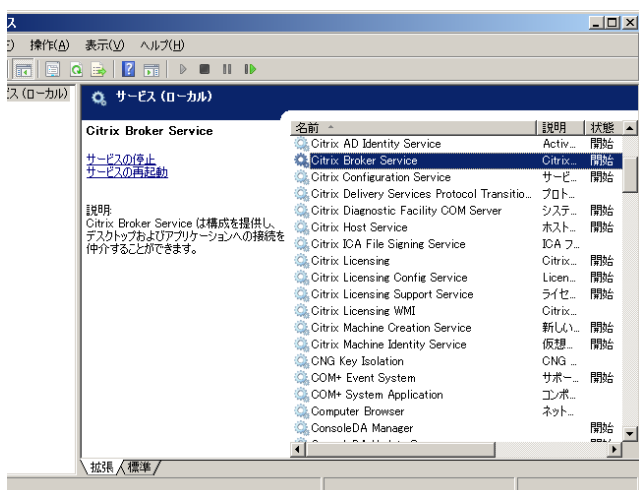 ス
) 操作(A) 表示(V) ヘルプ(H)
ス (ローカル)
サービス (ローカル)
Citrix Broker Service
サービスの停止
サービスの再起動
説明:
Citrix Broker Service は構成を提供し、
デスクトップおよびアプリケーションへの接続を
仲介することができます。
名前 説明 状態
Citrix AD Identity Service Activ... 開始
Citrix Broker Service Citrix... 開始
Citrix Configuration Service サービ... 開始
Citrix Delivery Services Protocol Transitio... プロト...
Citrix Diagnostic Facility COM Server システ... 開始
Citrix Host Service ホスト... 開始
Citrix ICA File Signing Service ICA フ...
Citrix Licensing Citrix... 開始
Citrix Licensing Config Service Licen... 開始
Citrix Licensing Support Service ライセ... 開始
Citrix Licensing WMI Citrix...
Citrix Machine Creation Service 新しい... 開始
Citrix Machine Identity Service 仮想... 開始
CNG Key Isolation CNG ...
COM+ Event System サポー... 開始
COM+ System Application コンポ...
Computer Browser ネット...
ConsoleDA Manager 開始
拡張 標準